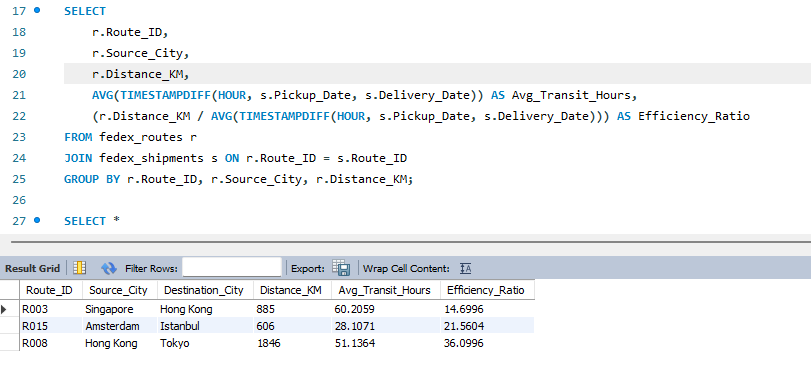 17 SELECT
18 r.Route_ID,
19 r.Source_City,
20 r.Distance_KM,
21 AVG(TIMESTAMPDIFF(HOUR, s.Pickup_Date, s.Delivery_Date)) AS Avg_Transit_Hours,
22 (r.Distance_KM / AVG(TIMESTAMPDIFF(HOUR, s.Pickup_Date, s.Delivery_Date))) AS Efficiency_Ratio
23 FROM fedex_routes r
24 JOIN fedex_shipments s ON r.Route_ID = s.Route_ID
25 GROUP BY r.Route_ID, r.Source_City, r.Distance_KM;
26
27 SELECT *
Result Grid Filter Rows: Export: Wrap Cell Content: IA
Route_ID Source_City Destination_City Distance_KM Avg_Transit_Hours Efficiency_Ratio
R003 Singapore Hong Kong 885 60.2059 14.6996
R015 Amsterdam Istanbul 606 28.1071 21.5604
R008 Hong Kong Tokyo 1846 51.1364 36.0996